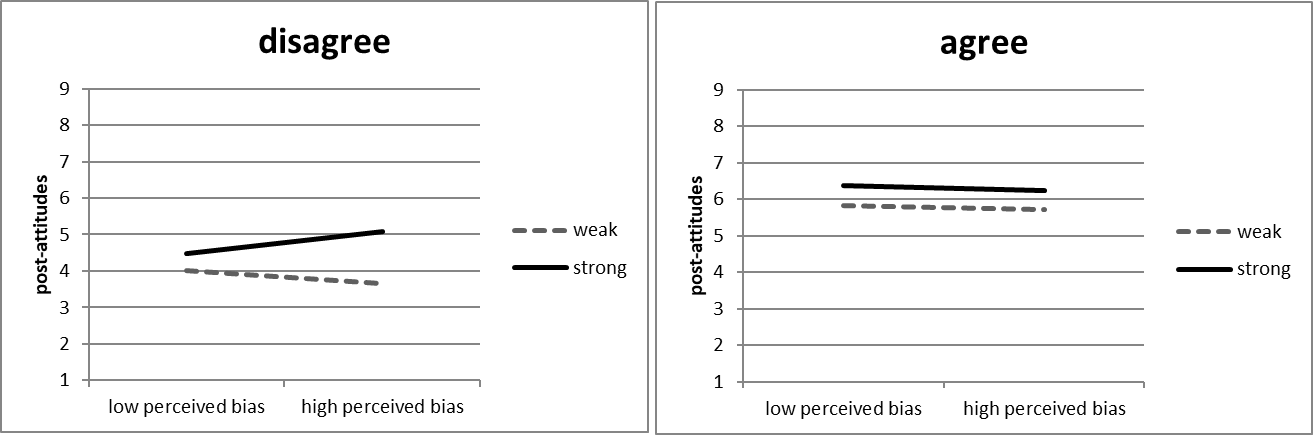 disagree
9
8
7
6
5
4
3
2
1
post-attitudes
low perceived bias
high perceived bias
weak
strong
agree
9
8
7
6
5
4
3
2
1
post-attitudes
low perceived bias
high perceived bias
weak
strong